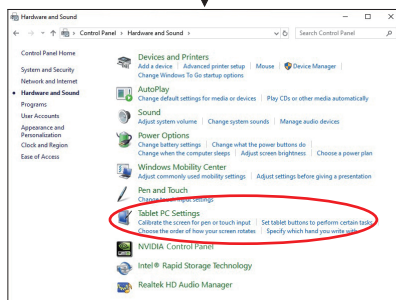 Hardware and Sound
Control Panel > Hardware and Sound >
Search Control Panel
Control Panel Home
System and Security
Network and Internet
Hardware and Sound
Programs
User Accounts
Appearance and
Personalization
Clock and Region
Ease of Access
Devices and Printers
Add a device | Advanced printer setup | Mouse | Device Manager |
Change Windows To Go startup options
AutoPlay
Change default settings for media or devices | Play CDs or other media automatically
Sound
Adjust system volume | Change system sounds | Manage audio devices
Power Options
Change battery settings | Change what the power buttons do |
Change when the computer sleeps | Adjust screen brightness | Choose a power plan
Windows Mobility Center
Adjust commonly used mobility settings | Adjust settings before giving a presentation
Pen and Touch
Change touch input settings
Tablet PC Settings
Calibrate the screen for pen or touch input | Set tablet buttons to perform certain tasks
Choose the order of how your screen rotates | Specify which hand you write with
NVIDIA Control Panel
Intel® Rapid Storage Technology
Realtek HD Audio Manager